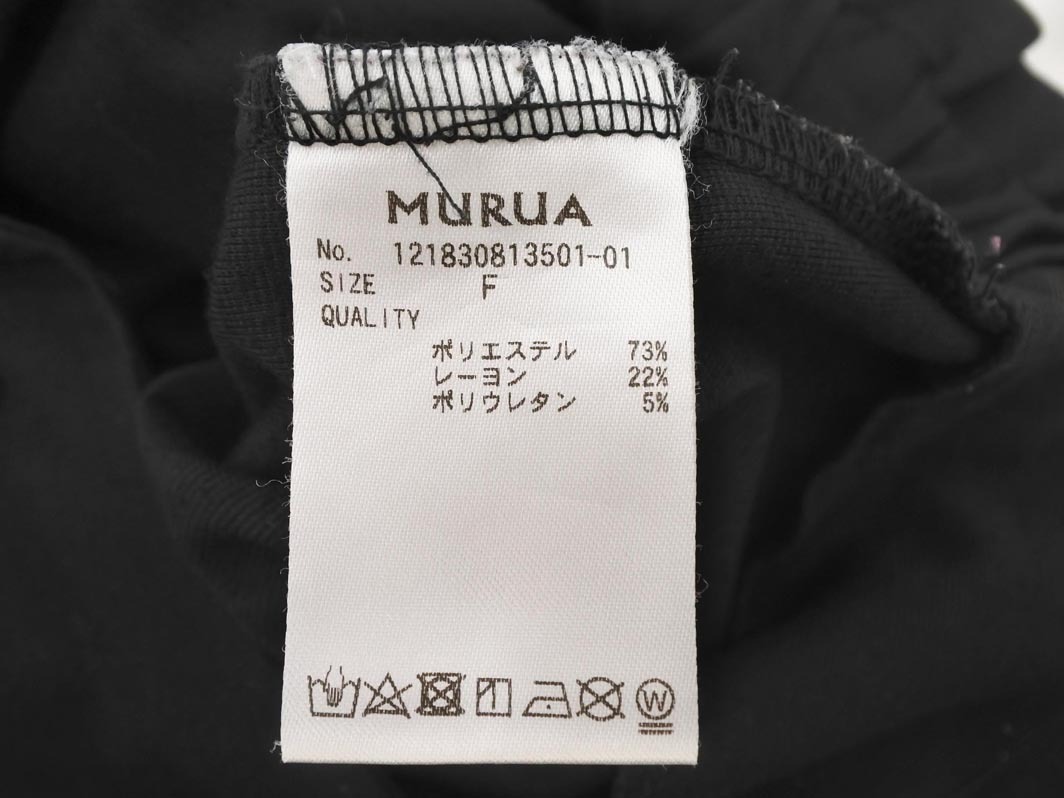 MURUA
No. 121830813501-01
SIZE F
QUALITY
ポリエステル 73%
レーヨン 22%
ポリウレタン 5%
W